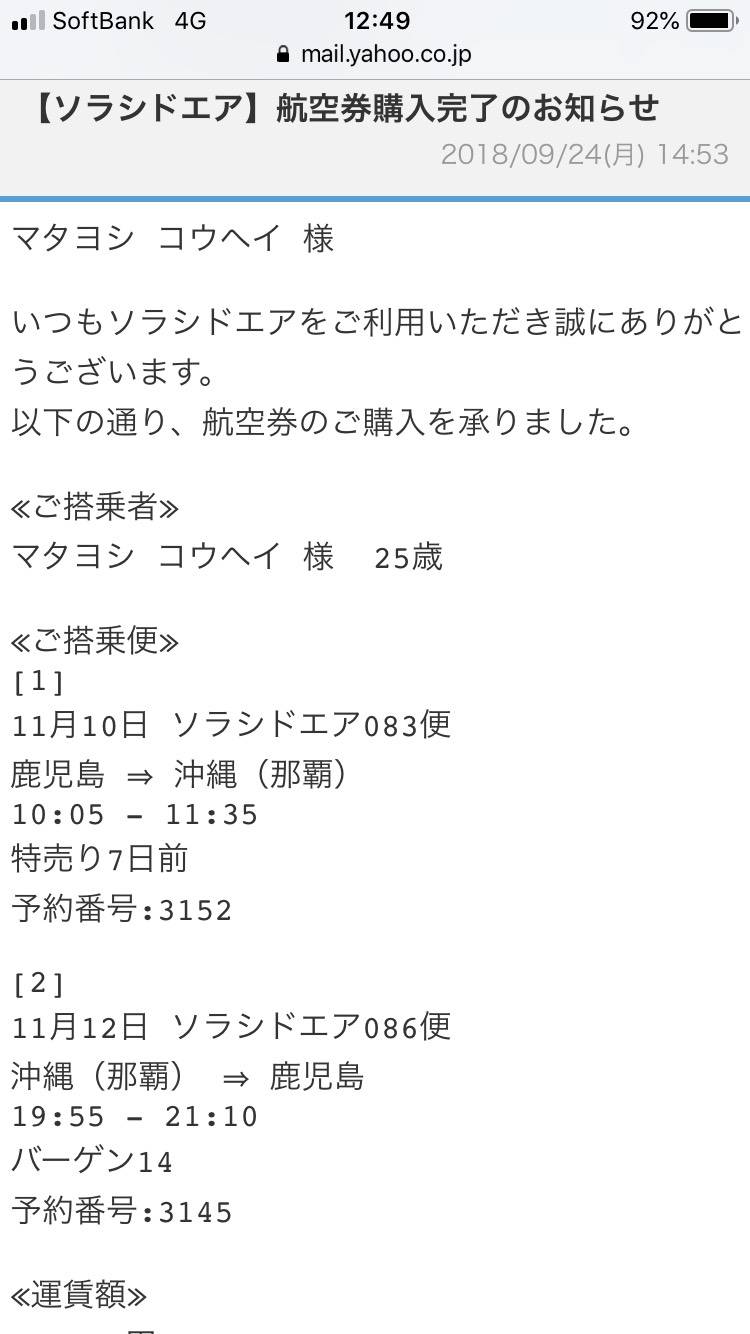 SoftBank 4G 12:49 92%
mail.yahoo.co.jp
【ソラシドエア】航空券購入完了のお知らせ
2018/09/24(月) 14:53
マタヨシ コウヘイ 様
いつもソラシドエアをご利用いただき誠にありがと
うございます。
以下の通り、航空券のご購入を承りました。
≪ご搭乗者≫
マタヨシ コウヘイ 様 25歳
≪ご搭乗便≫
[1]
11月10日 ソラシドエア083便
鹿児島 ⇒ 沖縄（那覇）
10:05 - 11:35
特売り7日前
予約番号:3152
[2]
11月12日 ソラシドエア086便
沖縄（那覇） ⇒ 鹿児島
19:55 - 21:10
バーゲン14
予約番号:3145
≪運賃額≫